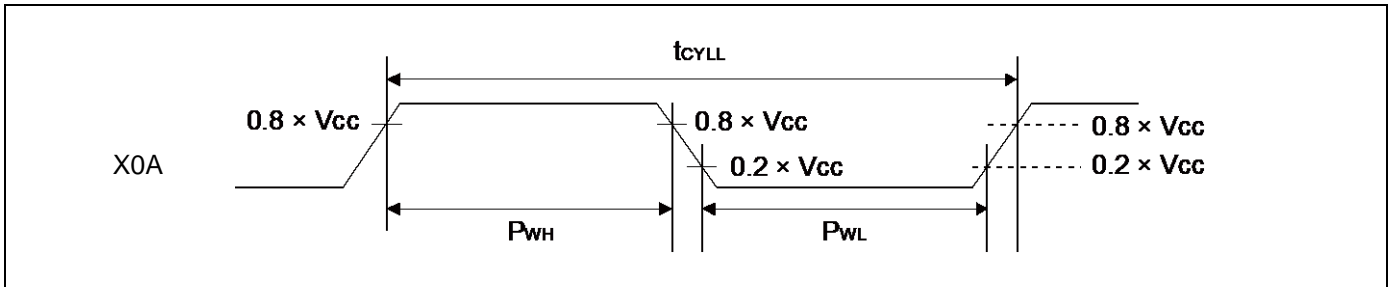 tCYLL
0.8 × Vcc
0.8 × Vcc
0.8 × Vcc
X0A
0.2 × Vcc
0.2 × Vcc
PWH
PWL